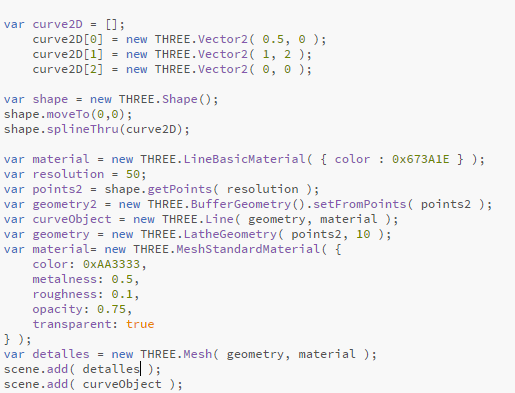 var curve2D = [];
curve2D[0] = new THREE.Vector2( 0.5, 0 );
curve2D[1] = new THREE.Vector2( 1, 2 );
curve2D[2] = new THREE.Vector2( 0, 0 );
var shape = new THREE.Shape();
shape.moveTo(0,0);
shape.splineThru(curve2D);
var material = new THREE.LineBasicMaterial( { color : 0x673A1E } );
var resolution = 50;
var points2 = shape.getPoints( resolution );
var geometry2 = new THREE.BufferGeometry().setFromPoints( points2 );
var curveObject = new THREE.Line( geometry, material );
var geometry = new THREE.LatheGeometry( points2, 10 );
var material= new THREE.MeshStandardMaterial( {
color: 0xAA3333,
metalness: 0.5,
roughness: 0.1,
opacity: 0.75,
transparent: true
} );
var detalles = new THREE.Mesh( geometry, material );
scene.add( detalles );
scene.add( curveObject );